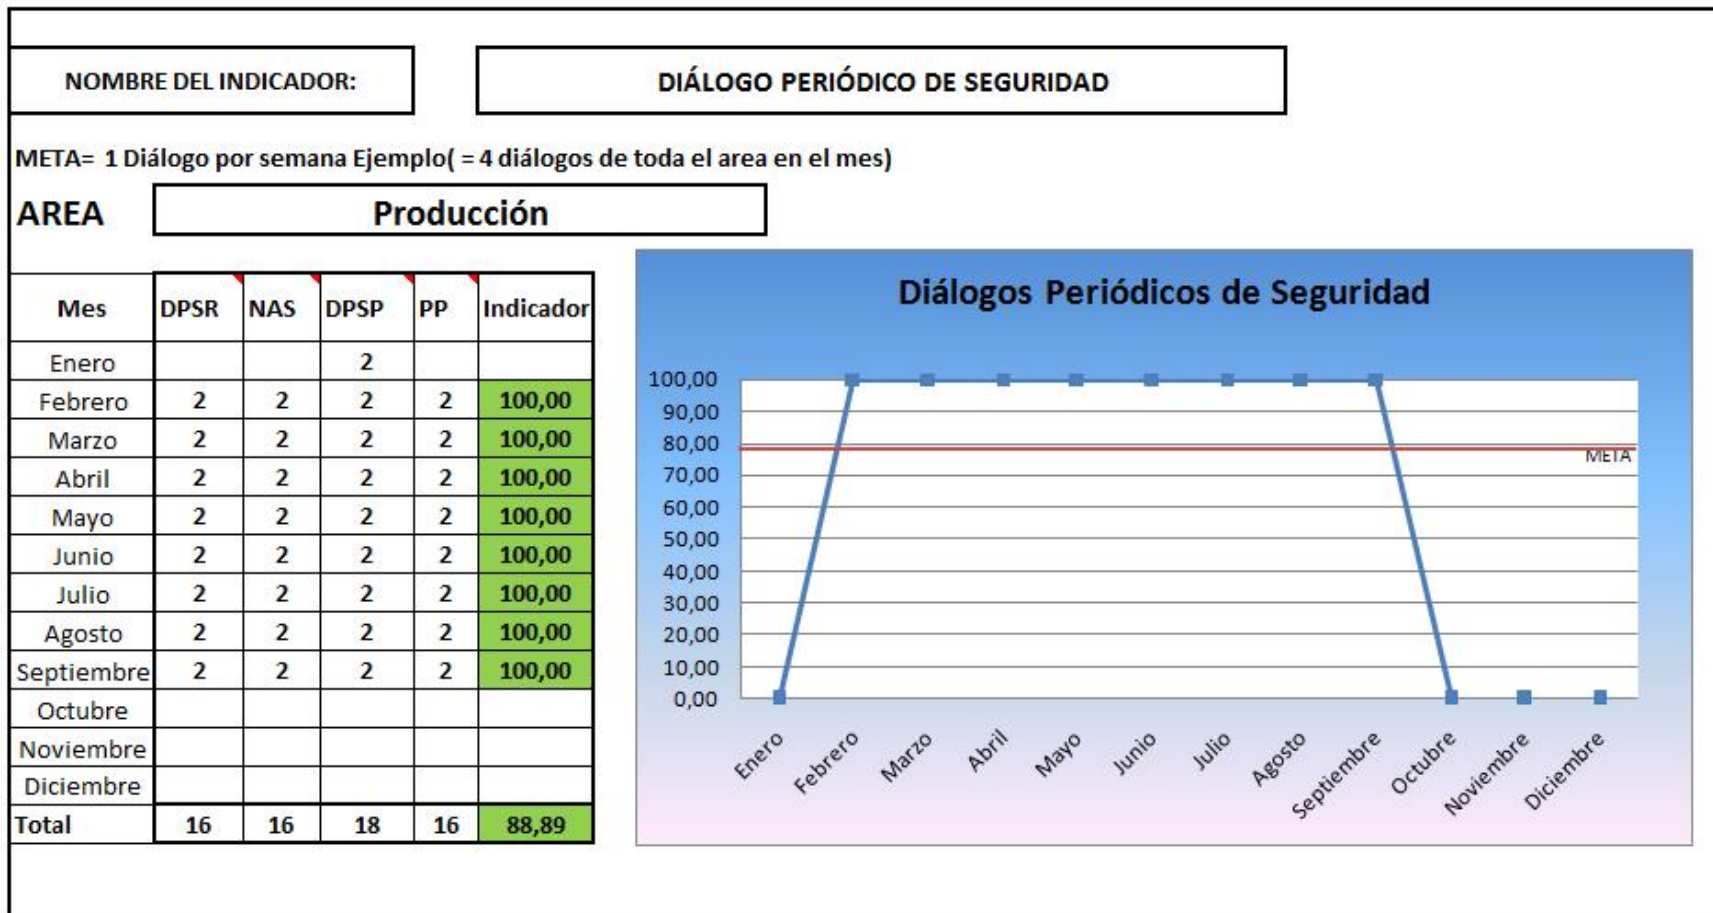 NOMBRE DEL INDICADOR:
DIÁLOGO PERIÓDICO DE SEGURIDAD
META= 1 Diálogo por semana Ejemplo( = 4 diálogos de toda el area en el mes)
AREA
Producción
Mes DPSR NAS DPSP PP Indicador
Enero 2
Febrero 2 2 2 2 100,00
Marzo 2 2 2 2 100,00
Abril 2 2 2 2 100,00
Mayo 2 2 2 2 100,00
Junio 2 2 2 2 100,00
Julio 2 2 2 2 100,00
Agosto 2 2 2 2 100,00
Septiembre 2 2 2 2 100,00
Octubre
Noviembre
Diciembre
Total 16 16 18 16 88,89
Diálogos Periódicos de Seguridad
100,00
90,00
80,00
70,00
60,00
50,00
40,00
30,00
20,00
10,00
0,00
META
Enero
Febrero
Marzo
Abril
Mayo
Junio
Julio
Agosto
Septiembre
Octubre
Noviembre
Diciembre